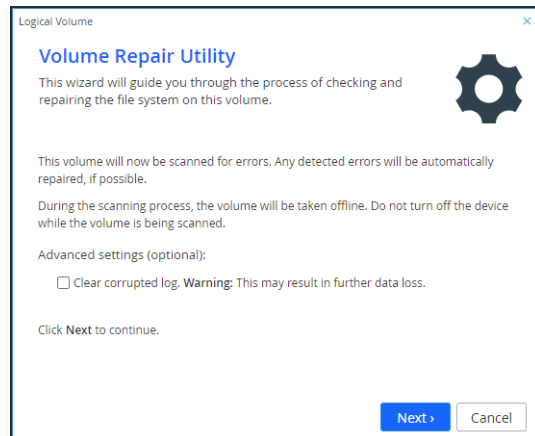 Logical Volume
Volume Repair Utility
This wizard will guide you through the process of checking and
repairing the file system on this volume.
This volume will now be scanned for errors. Any detected errors will be automatically
repaired, if possible.
During the scanning process, the volume will be taken offline. Do not turn off the device
while the volume is being scanned.
Advanced settings (optional):
Clear corrupted log. Warning: This may result in further data loss.
Click Next to continue.
Next ›
Cancel